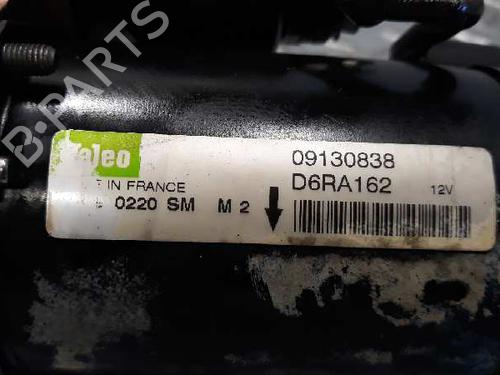 B-PARTS
Valeo
09130838
IN FRANCE
D6RA162 12V
0220 SM M 2